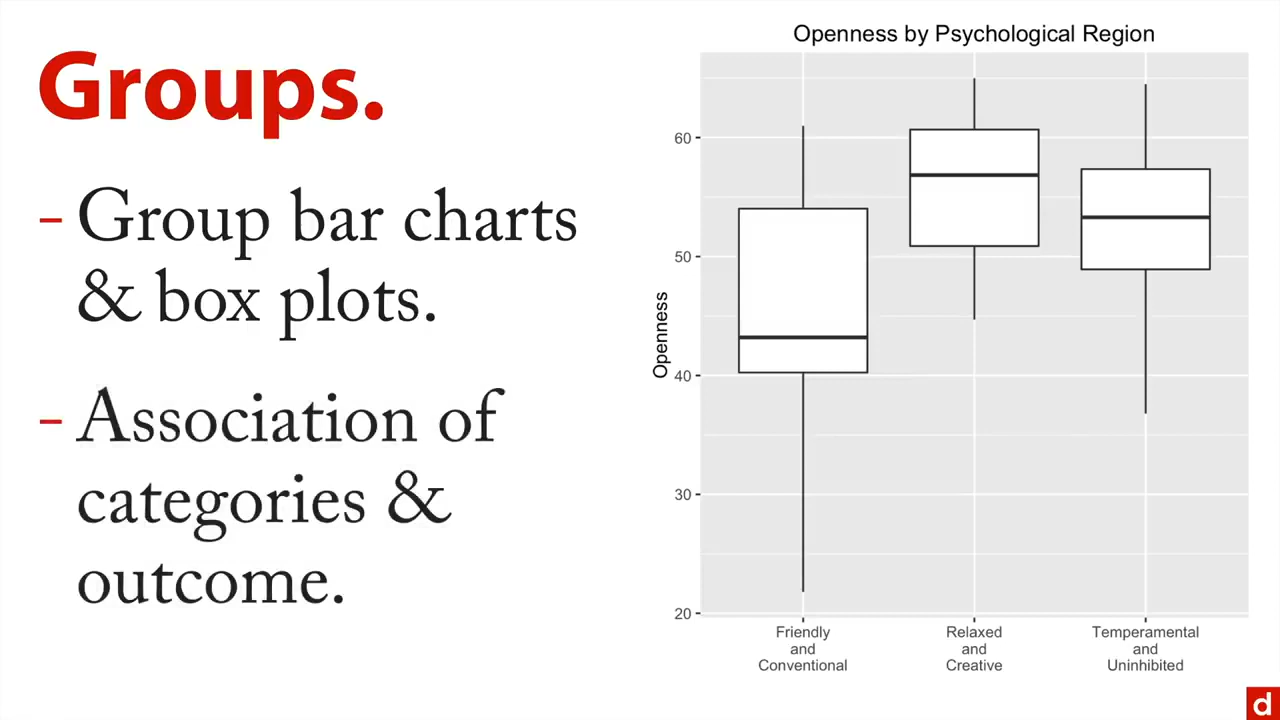 Groups.
- Group bar charts
& box plots.
- Association of
categories &
outcome.
Openness by Psychological Region
Openness
60
50
40
30
20
Friendly
and
Conventional
Relaxed
and
Creative
Temperamental
and
Uninhibited
d